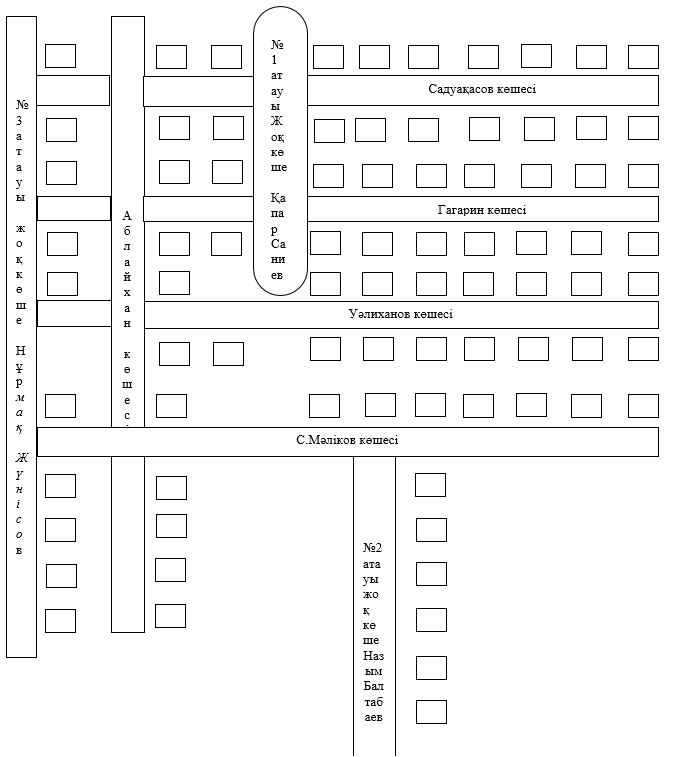 №3 атауы жоқ көше Нұрмақ Жүнісов
Аблайхан көшесі
№1 атауы Жоқ көше Қапар Саниев
Садуақасов көшесі
Гагарин көшесі
Уәлиханов көшесі
С.Мәліков көшесі
№2 атауы жоқ көше Назым Балтабаев